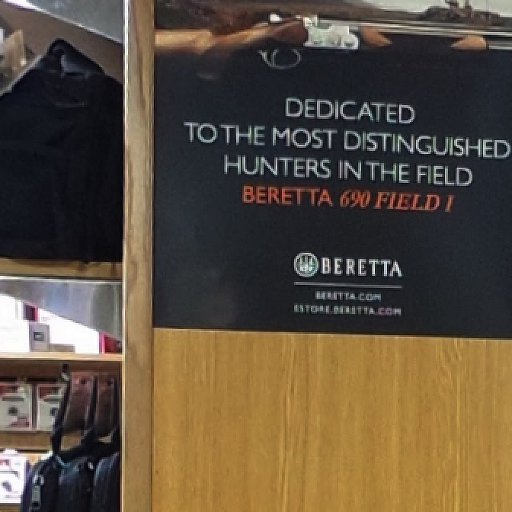 DEDICATED
TO THE MOST DISTINGUISHED
HUNTERS IN THE FIELD
BERETTA 690 FIELD I
BERETTA
BERETTA.COM
ESTORE.BERETTA.COM